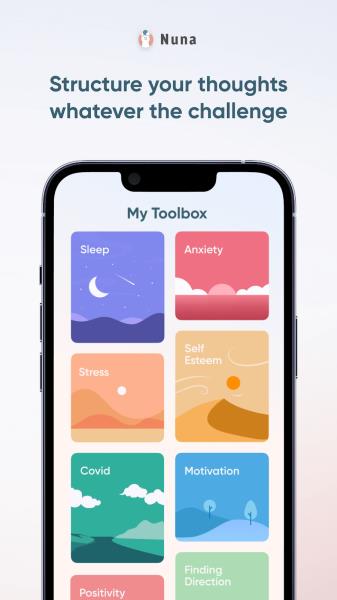 Nuna
Structure your thoughts
whatever the challenge
My Toolbox
Sleep
Anxiety
Stress
Self
Esteem
Covid
Motivation
Positivity
Finding
Direction